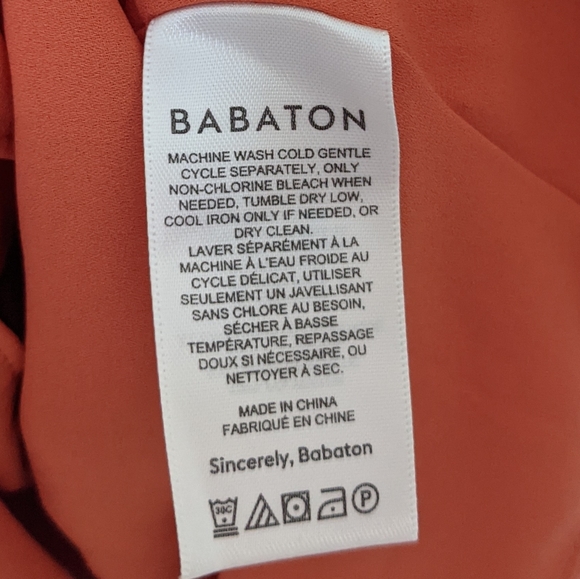 BABATON
MACHINE WASH COLD GENTLE
CYCLE SEPARATELY, ONLY
NON-CHLORINE BLEACH WHEN
NEEDED, TUMBLE DRY LOW,
COOL IRON ONLY IF NEEDED, OR
DRY CLEAN.
LAVER SÉPARÉMENT À LA
MACHINE À L'EAU FROIDE AU
CYCLE DÉLICAT, UTILISER
SEULEMENT UN JAVELLISANT
SANS CHLORE AU BESOIN,
SÉCHER À BASSE
TEMPÉRATURE, REPASSAGE
DOUX SI NÉCESSAIRE, OU
NETTOYER À SEC.
MADE IN CHINA
FABRIQUÉ EN CHINE
Sincerely, Babaton
30C P